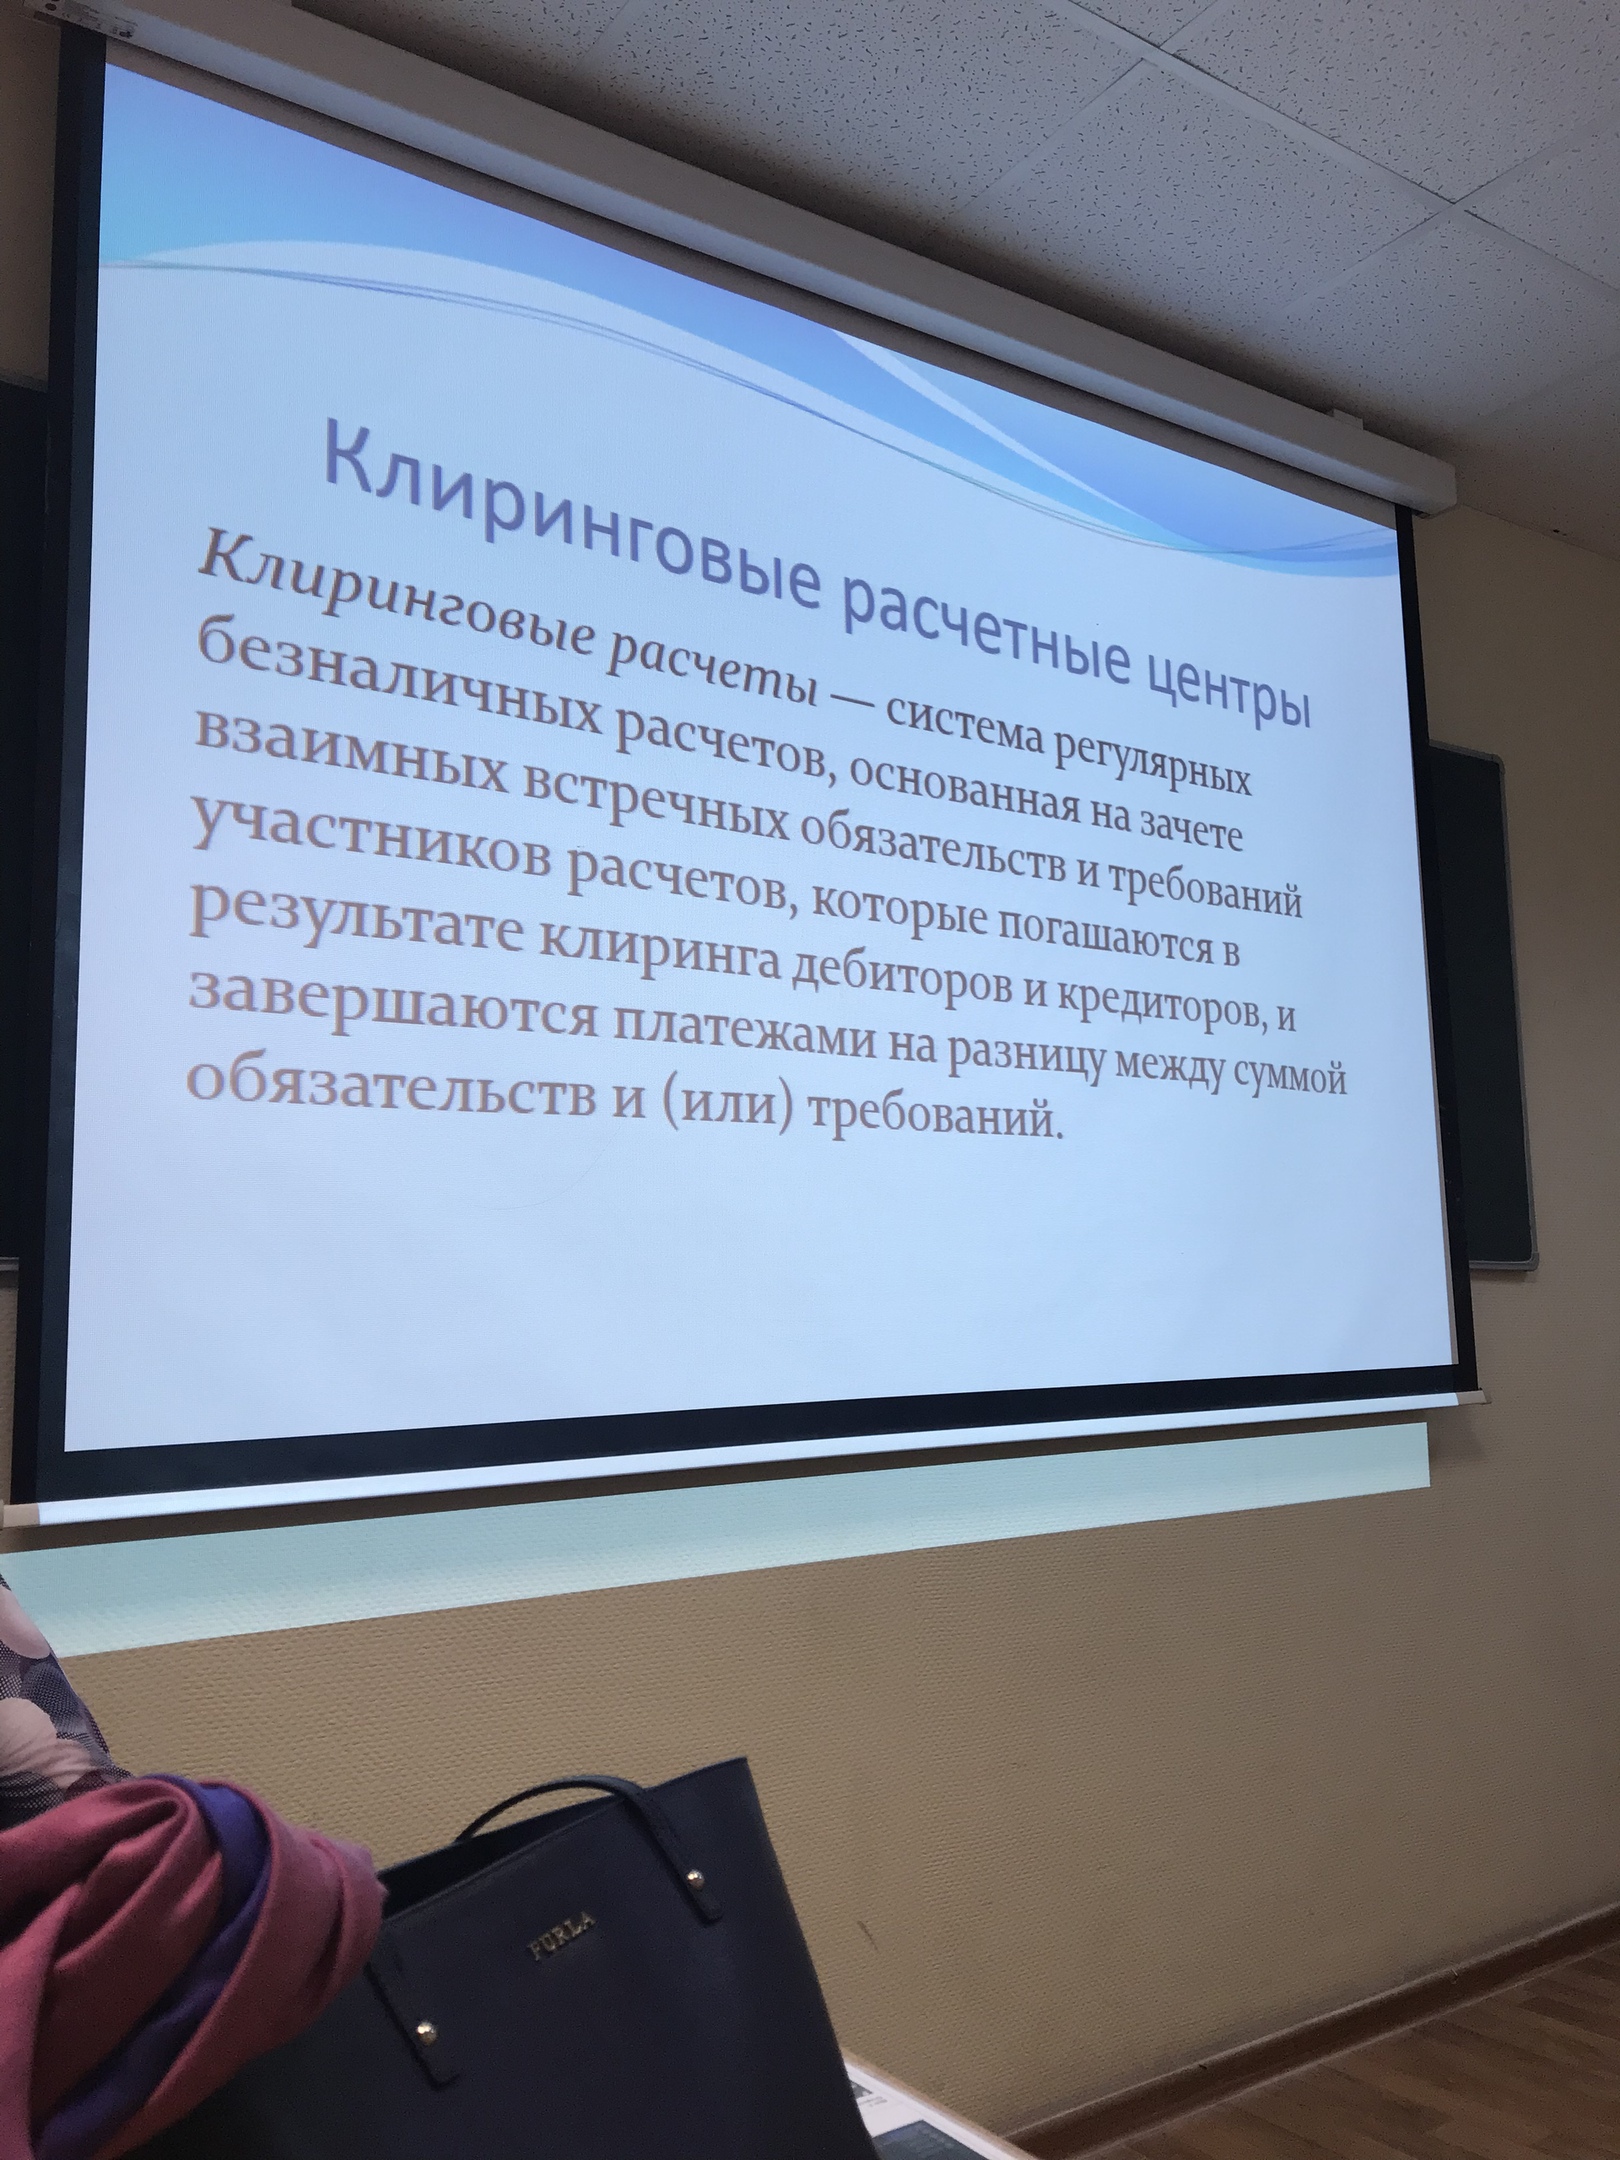 Клиринговые расчетные центры
Клиринговые расчеты — система регулярных
безналичных расчетов, основанная на зачете
взаимных встречных обязательств и требований
участников расчетов, которые погашаются в
результате клиринга дебиторов и кредиторов, и
завершаются платежами на разницу между суммой
обязательств и (или) требований.
FURLA